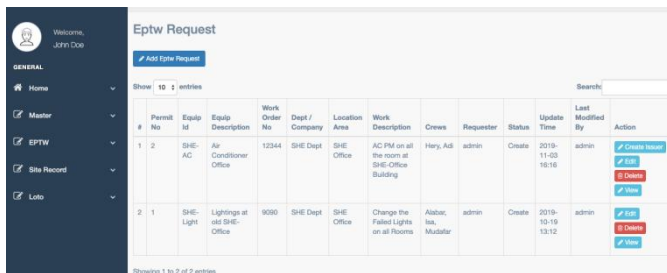 Welcome,
John Doe
GENERAL
Home
Master
EPTW
Site Record
Loto
Eptw Request
Add Eptw Request
Show 10 entries
Search:
# Permit No Equip Id Equip Description Work Order No Dept / Company Location Area Work Description Crews Requester Status Update Time Last Modified By Action
1 2 SHE-AC Air Conditioner Office 12344 SHE Dept SHE Office AC PM on all the room at SHE-Office Building Hery, Adi admin Create 2019-11-03 16:16 admin Create Issuer
Edit
Delete
View
2 1 SHE-Light Lightings at old SHE-Office 9090 SHE Dept SHE Office Change the Failed Lights on all Rooms Alabar, Isa, Mudafar admin Create 2019-10-19 13:12 admin Edit
Delete
View
Showing 1 to 2 of 2 entries